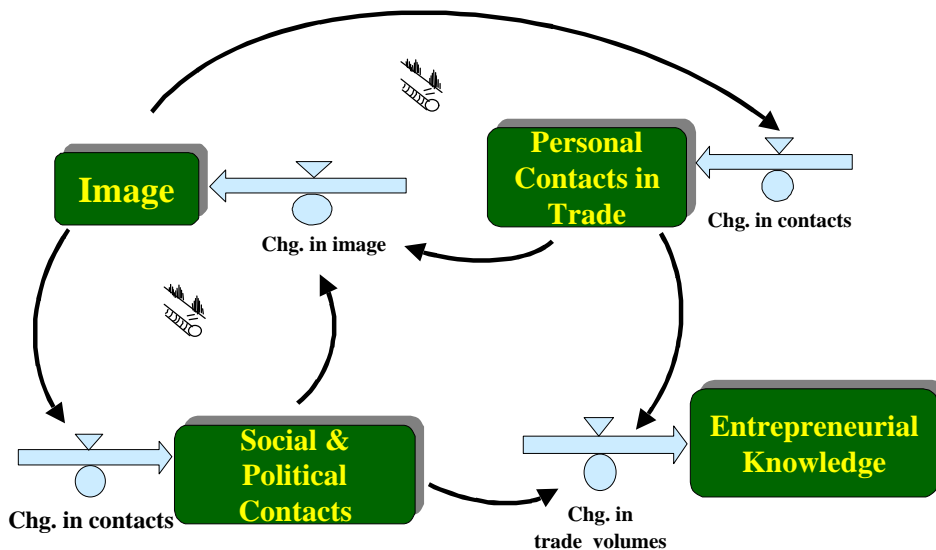 Personal
Contacts in
Trade
Image
Chg. in contacts
Chg. in image
Social &
Political
Contacts
Entrepreneurial
Knowledge
Chg. in contacts
Chg. in
trade volumes